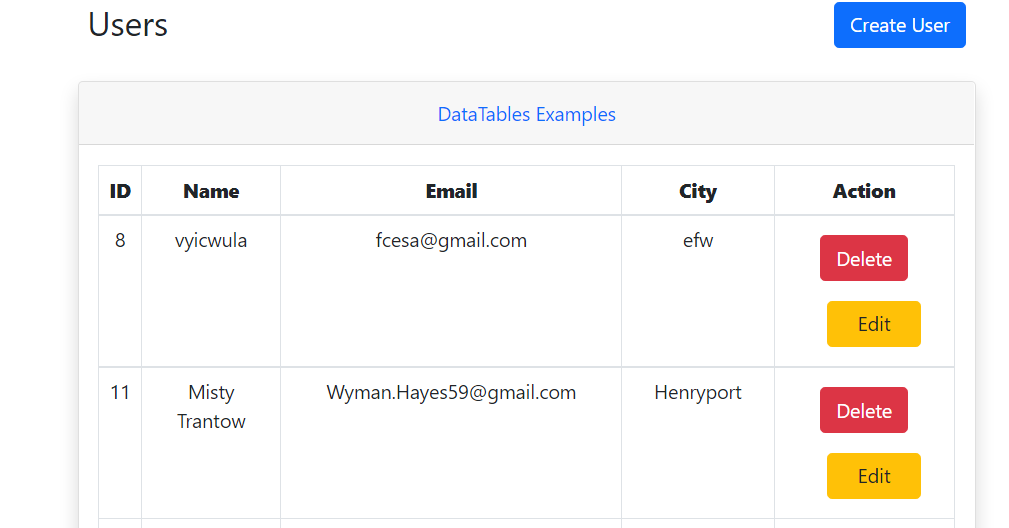 Users
Create User
DataTables Examples
ID Name Email City Action
8 vyicwula fcesa@gmail.com efw Delete
Edit
11 Misty Wyman.Hayes59@gmail.com Henryport Delete
Trantow
Edit